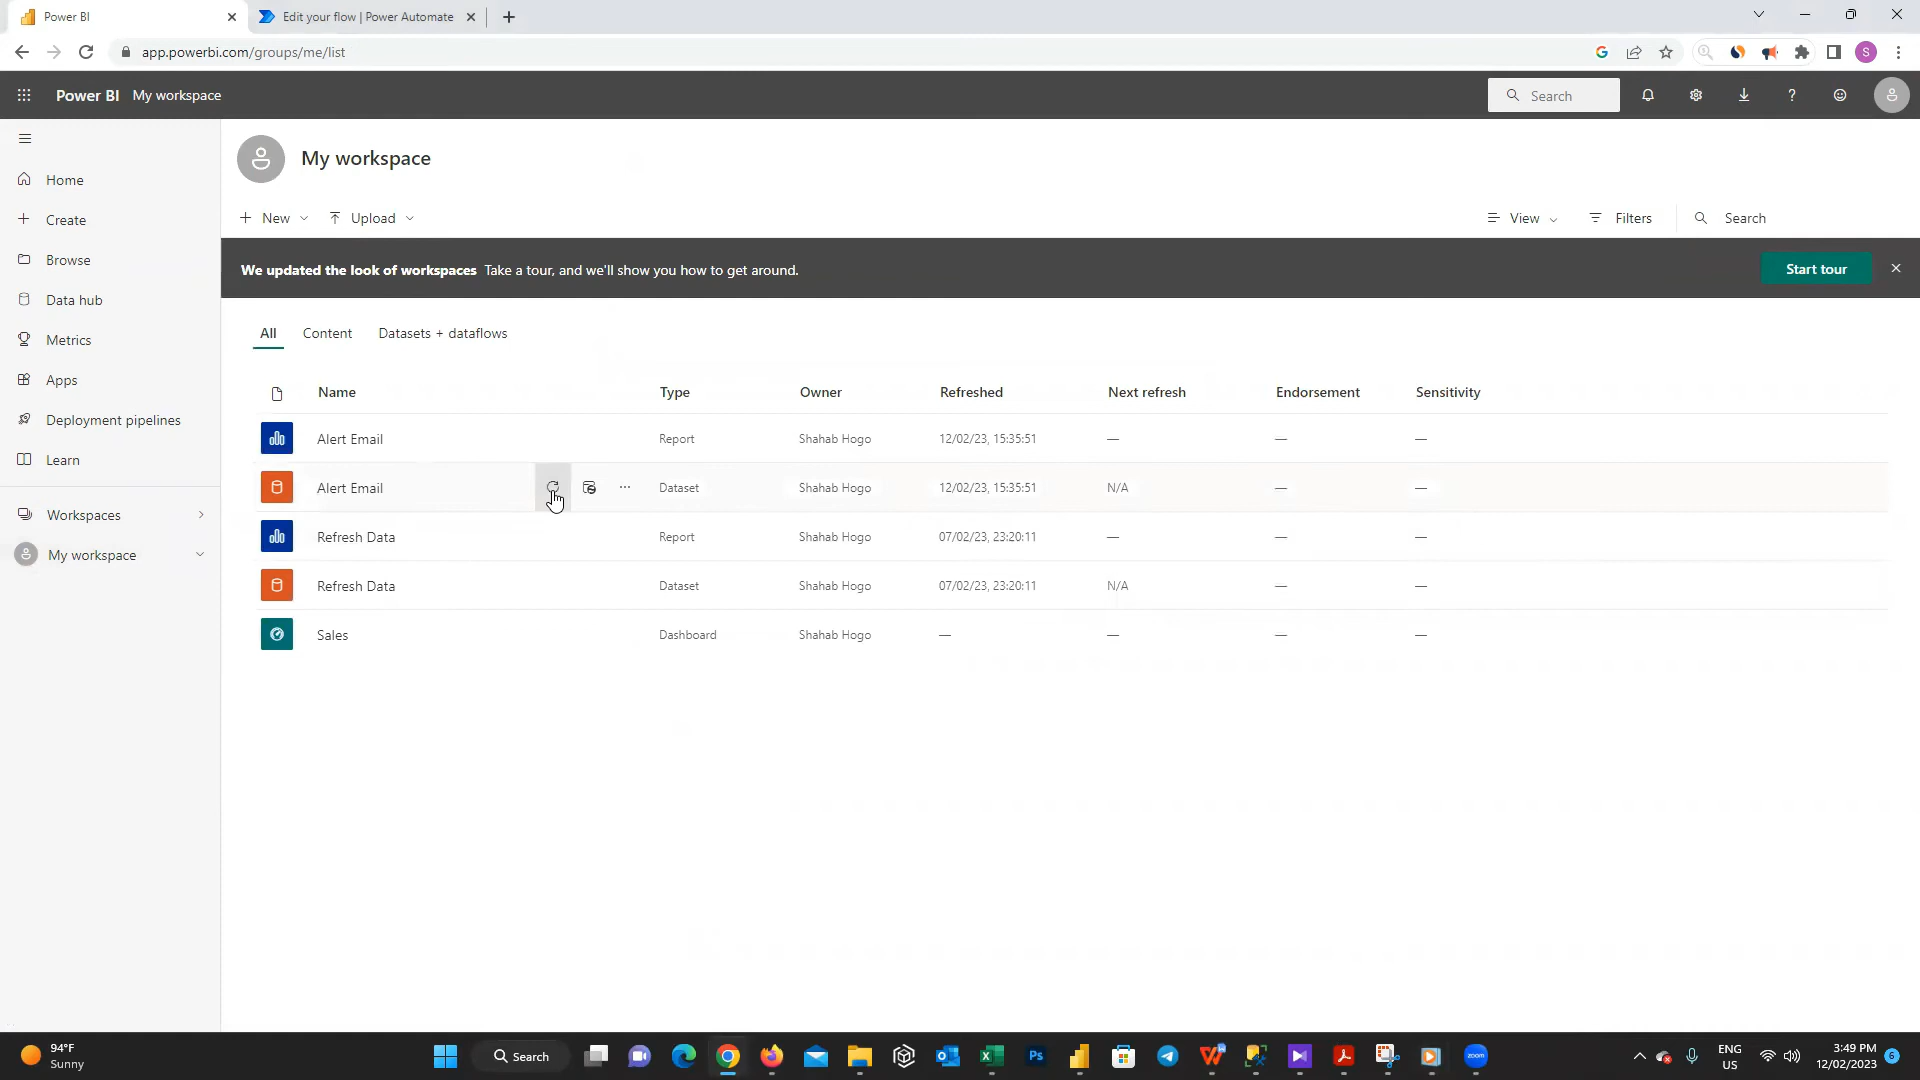 Power BI
Edit your flow | Power Automate
app.powerbi.com/groups/me/list
S
Power BI My workspace
Search
My workspace
Home
New
Upload
View
Filters
Search
Create
Browse
We updated the look of workspaces Take a tour, and we'll show you how to get around.
Start tour
Data hub
Metrics
Apps
Deployment pipelines
Learn
Workspaces
My workspace
All Content Datasets + dataflows
Name Type Owner Refreshed Next refresh Endorsement Sensitivity
Alert Email Report Shahab Hogo 12/02/23, 15:35:51 — — —
Alert Email Dataset Shahab Hogo 12/02/23, 15:35:51 N/A — —
Refresh Data Report Shahab Hogo 07/02/23, 23:20:11 — — —
Refresh Data Dataset Shahab Hogo 07/02/23, 23:20:11 N/A — —
Sales Dashboard Shahab Hogo — — — —
94°F
Sunny
Search
Ps
zoom
ENG
US
3:49 PM
12/02/2023
6